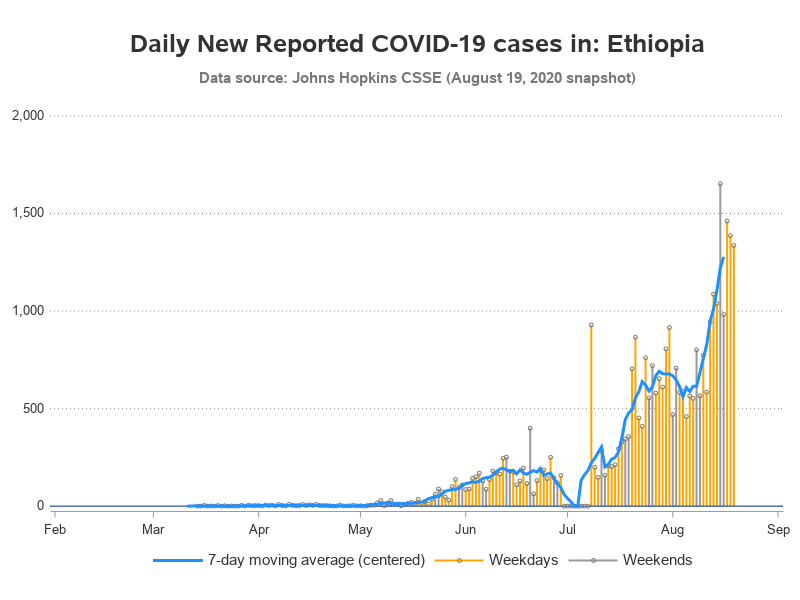 Daily New Reported COVID-19 cases in: Ethiopia
Data source: Johns Hopkins CSSE (August 19, 2020 snapshot)
2,000
1,500
1,000
500
0
Feb Mar Apr May Jun Jul Aug Sep
7-day moving average (centered) Weekdays Weekends